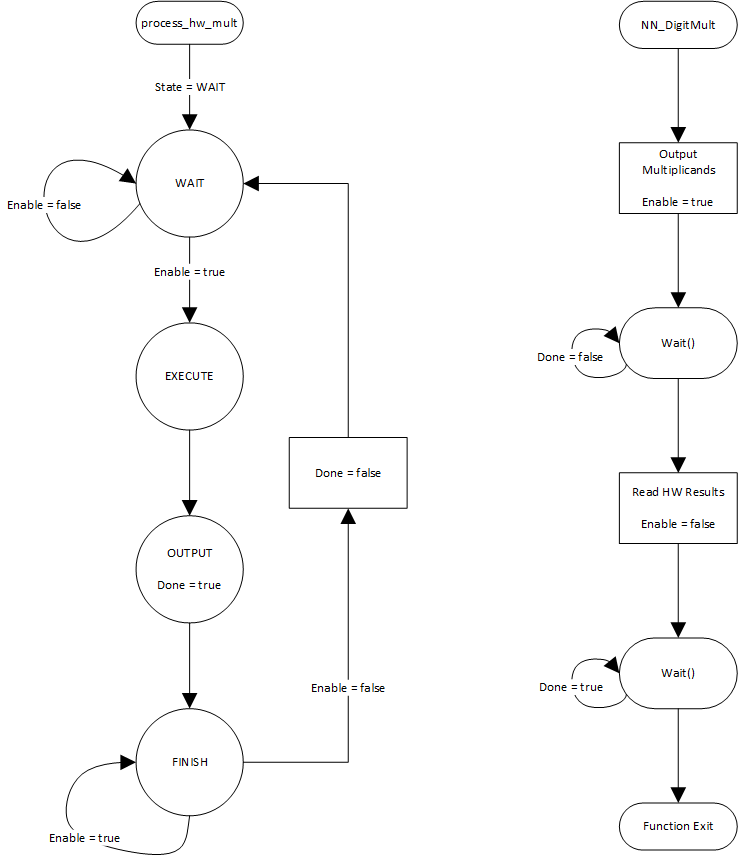 process_hw_mult
State = WAIT
WAIT
Enable = false
Enable = true
EXECUTE
Done = false
OUTPUT
Done = true
Enable = false
FINISH
Enable = true
NN_DigitMult
Output
Multiplicands
Enable = true
Wait()
Done = false
Read HW Results
Enable = false
Wait()
Done = true
Function Exit